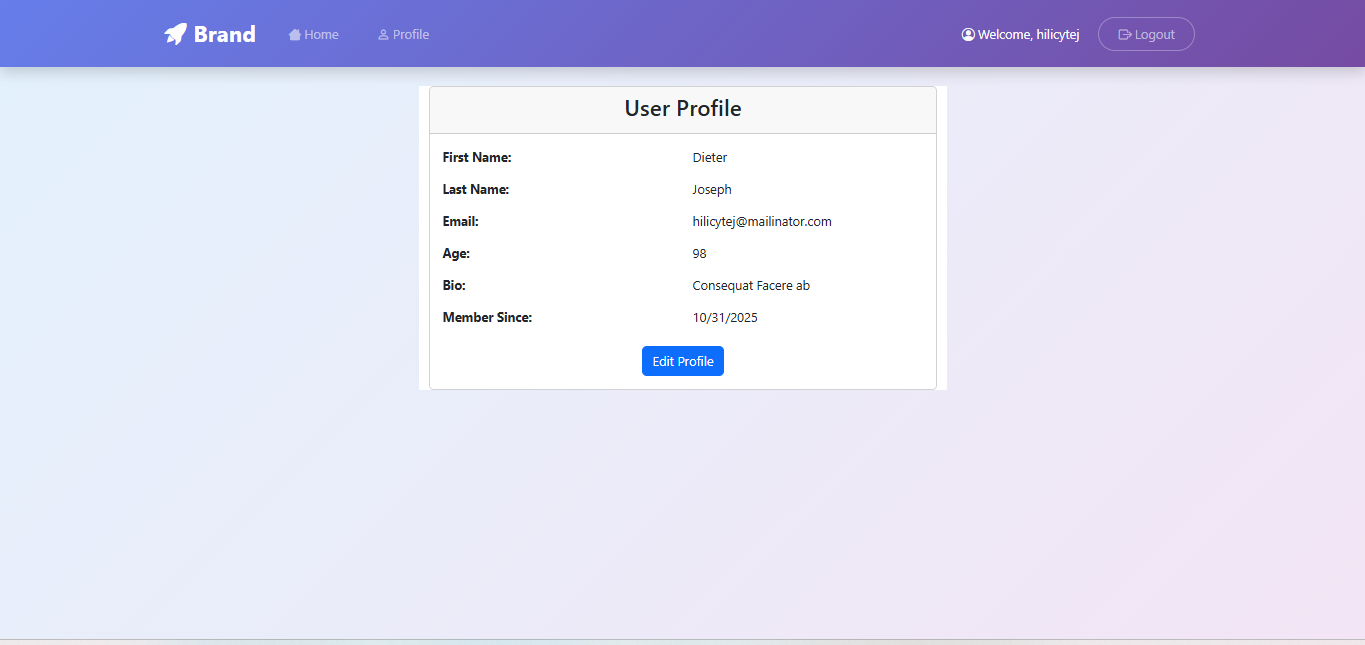 Brand Home Profile Welcome, hilicytej Logout
User Profile
First Name: Dieter
Last Name: Joseph
Email: hilicytej@mailinator.com
Age: 98
Bio: Consequat Facere ab
Member Since: 10/31/2025
Edit Profile